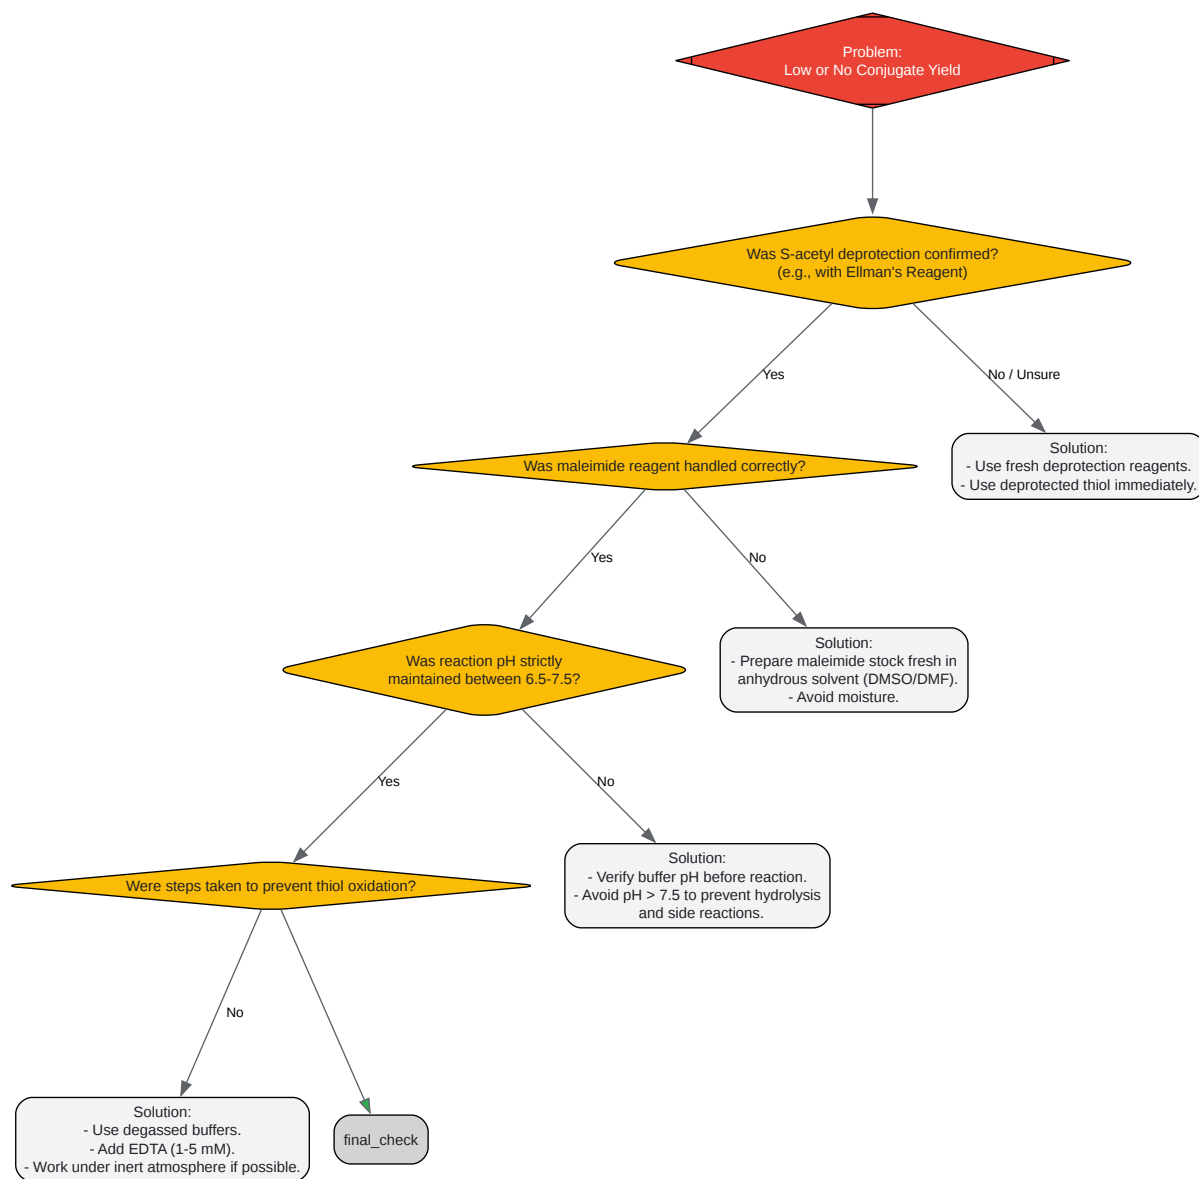 Problem:
Low or No Conjugate Yield
Was S-acetyl deprotection confirmed?
(e.g., with Ellman's Reagent)
Yes
No / Unsure
Was maleimide reagent handled correctly?
Solution:
- Use fresh deprotection reagents.
- Use deprotected thiol immediately.
Yes
No
Was reaction pH strictly
maintained between 6.5-7.5?
Solution:
- Prepare maleimide stock fresh in
anhydrous solvent (DMSO/DMF).
- Avoid moisture.
Yes
No
Were steps taken to prevent thiol oxidation?
Solution:
- Verify buffer pH before reaction.
- Avoid pH > 7.5 to prevent hydrolysis
and side reactions.
No
Solution:
- Use degassed buffers.
- Add EDTA (1-5 mM).
- Work under inert atmosphere if possible.
final_check